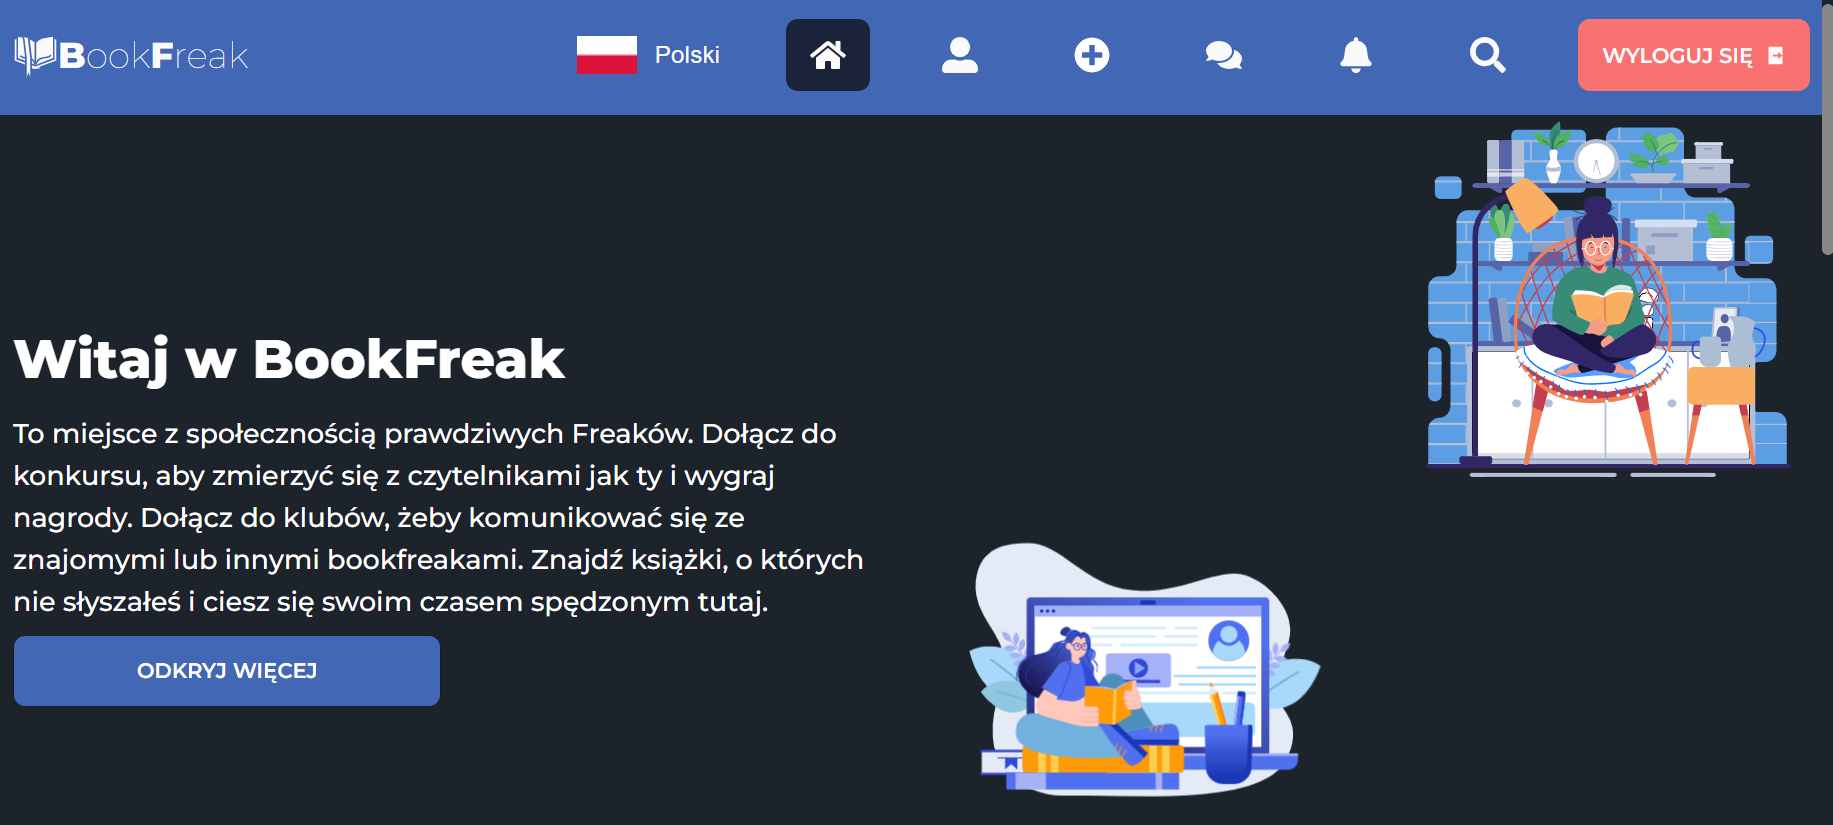 BookFreak
Polski
WYLOGUJ SIĘ
Witaj w BookFreak
To miejsce z społecznością prawdziwych Freaków. Dołącz do
konkursu, aby zmierzyć się z czytelnikami jak ty i wygraj
nagrody. Dołącz do klubów, żeby komunikować się ze
znajomymi lub innymi bookfreakami. Znajdź książki, o których
nie słyszałeś i ciesz się swoim czasem spędzonym tutaj.
ODKRYJ WIĘCEJ